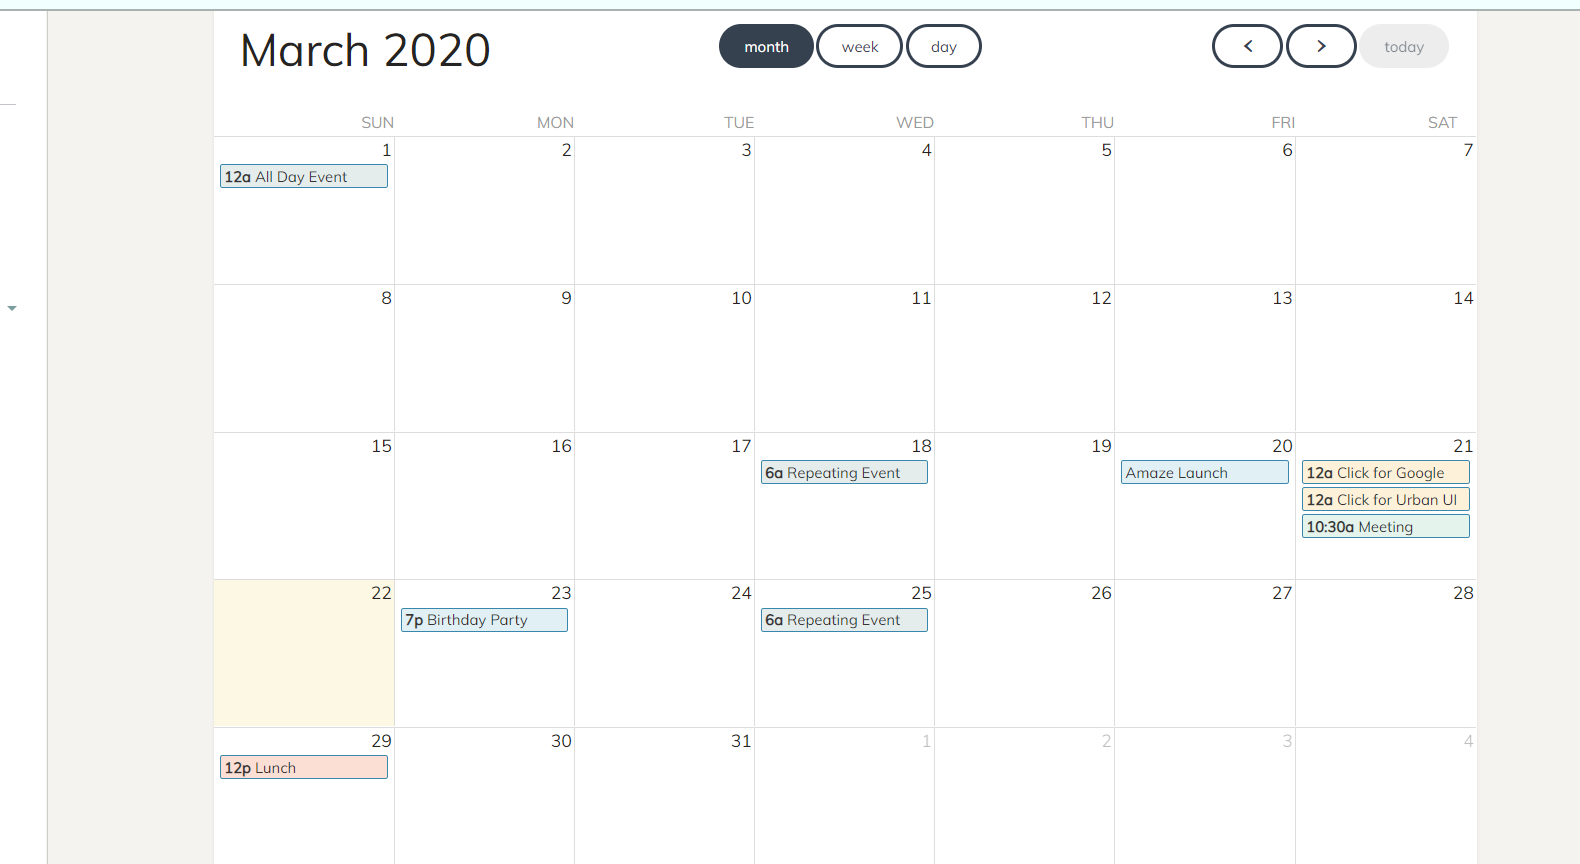 March 2020
month week day
< > today
SUN MON TUE WED THU FRI SAT
1 2 3 4 5 6 7
12a All Day Event
8 9 10 11 12 13 14
15 16 17 18 19 20 21
6a Repeating Event Amaze Launch 12a Click for Google
12a Click for Urban UI
10:30a Meeting
22 23 24 25 26 27 28
7p Birthday Party 6a Repeating Event
29 30 31 1 2 3 4
12p Lunch